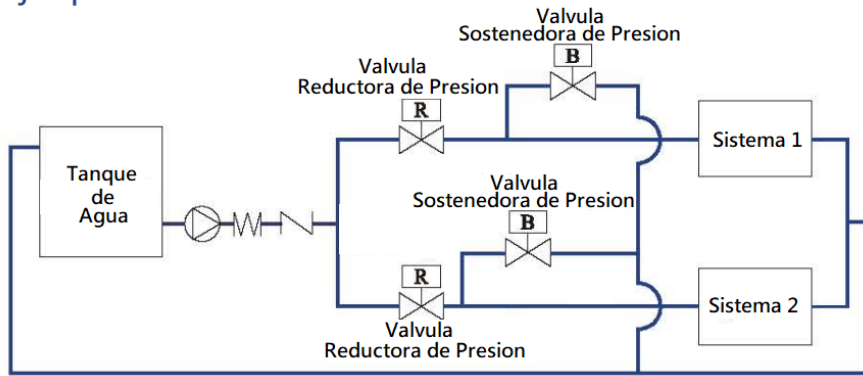 Valvula
Sostenedora de Presion
B
Valvula
Reductora de Presion
R
Sistema 1
Tanque
de
Agua
Valvula
Sostenedora de Presion
B
R
Sistema 2
Valvula
Reductora de Presion